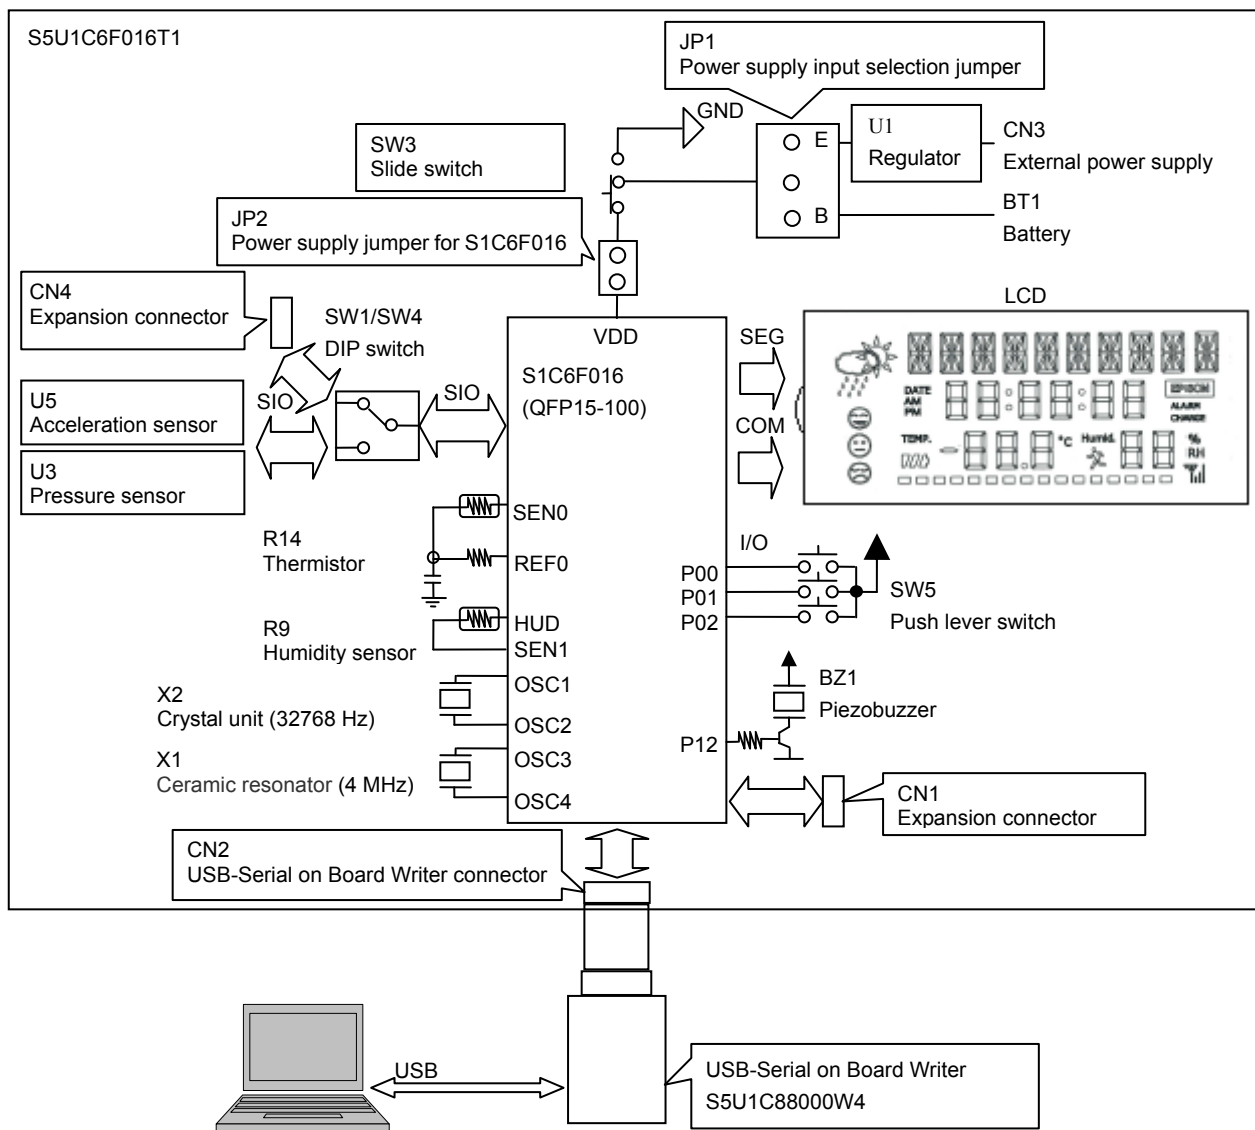 S5U1C6F016T1
JP1
Power supply input selection jumper
GND
SW3
Slide switch
E
U1
Regulator
CN3
External power supply
B
BT1
Battery
JP2
Power supply jumper for S1C6F016
CN4
Expansion connector
SW1/SW4
DIP switch
VDD
S1C6F016
(QFP15-100)
SEG
COM
LCD
DATE
AM
PM
EPSON
ALARM
CHARGE
TEMP.
°C
Humid.
%
RH
U5
Acceleration sensor
SIO
SIO
U3
Pressure sensor
R14
Thermistor
SEN0
REF0
R9
Humidity sensor
HUD
SEN1
X2
Crystal unit (32768 Hz)
OSC1
OSC2
X1
Ceramic resonator (4 MHz)
OSC3
OSC4
I/O
P00
P01
P02
SW5
Push lever switch
BZ1
Piezobuzzer
P12
CN1
Expansion connector
CN2
USB-Serial on Board Writer connector
USB
USB-Serial on Board Writer
S5U1C88000W4